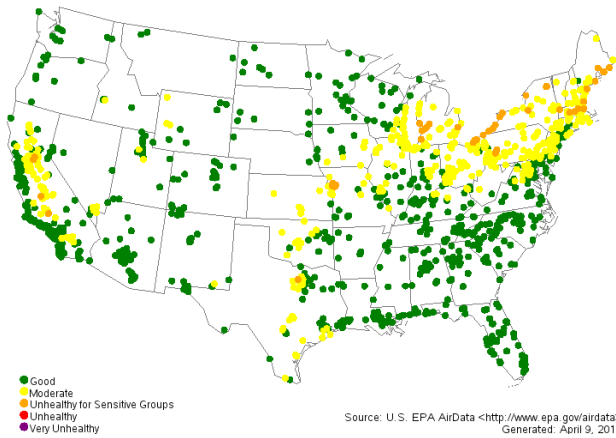 Good
Moderate
Unhealthy for Sensitive Groups
Unhealthy
Very Unhealthy
Source: U.S. EPA AirData <http://www.epa.gov/airdata
Generated: April 9, 201